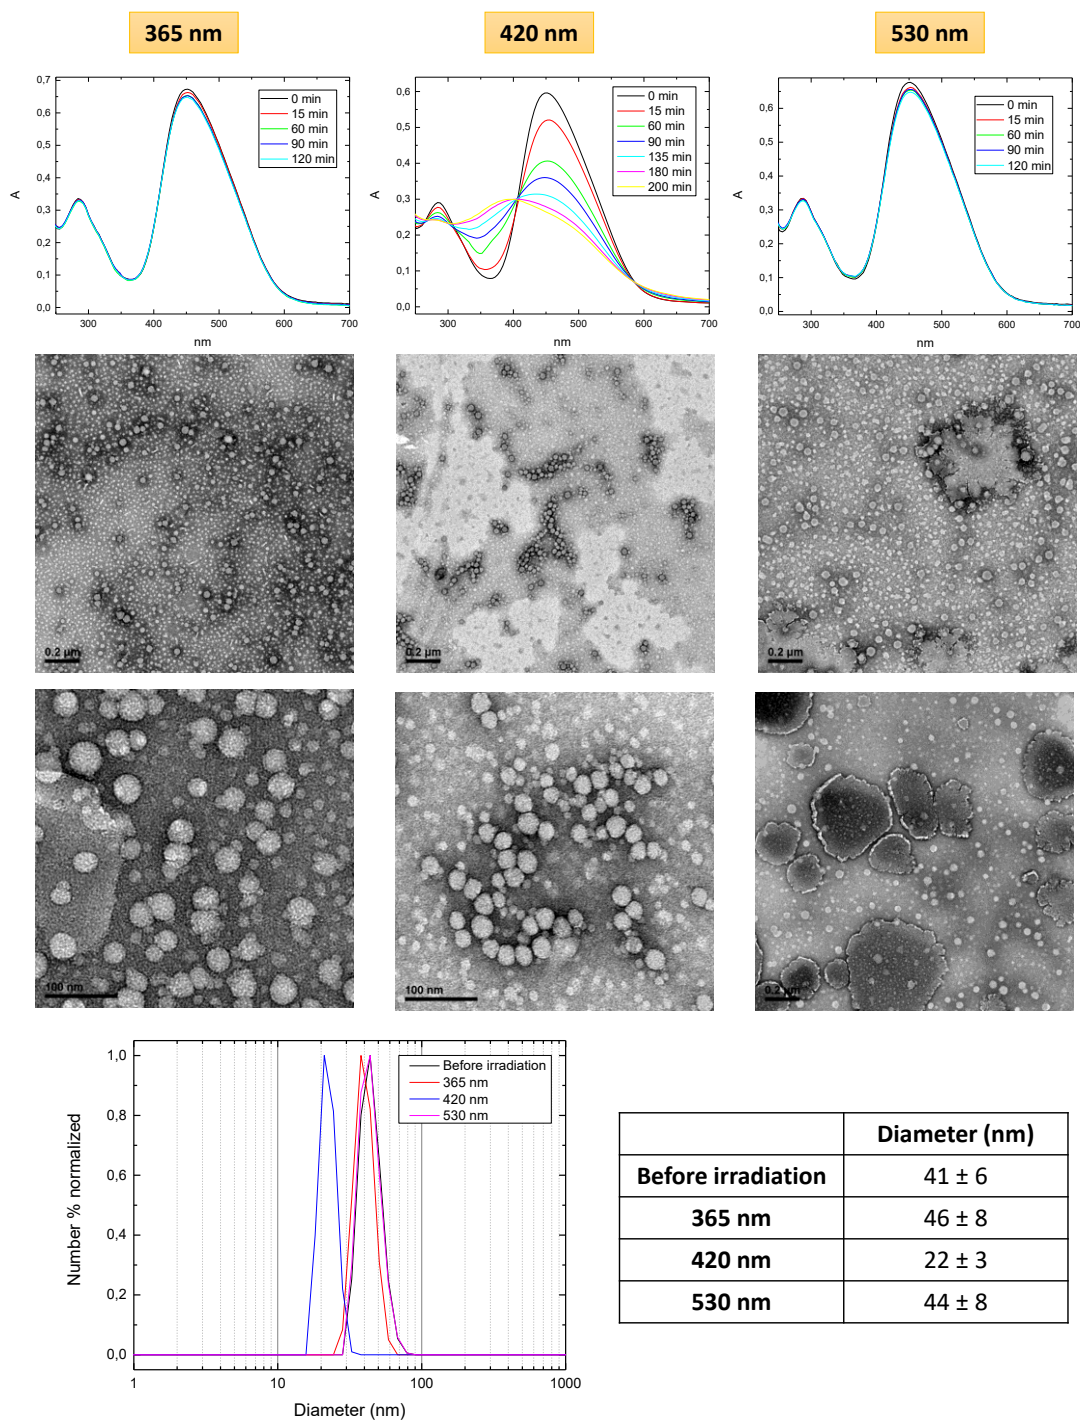 365 nm
420 nm
530 nm
0,7
0,6
0,5
0,4
0,3
0,2
0,1
0,0
A
300 400 500 600 700
nm
0 min
15 min
60 min
90 min
120 min
0,6
0,5
0,4
0,3
0,2
0,1
0,0
A
300 400 500 600 700
nm
0 min
15 min
60 min
90 min
135 min
180 min
200 min
0,6
0,4
0,2
0,0
A
300 400 500 600 700
nm
0 min
15 min
60 min
90 min
120 min
0.2 µm
0.2 µm
0.2 µm
100 nm
100 nm
0.2 µm
1,0
0,8
0,6
0,4
0,2
0,0
Number % normalized
1 10 100 1000
Diameter (nm)
Before irradiation
365 nm
420 nm
530 nm
Diameter (nm)
Before irradiation 41 ± 6
365 nm 46 ± 8
420 nm 22 ± 3
530 nm 44 ± 8